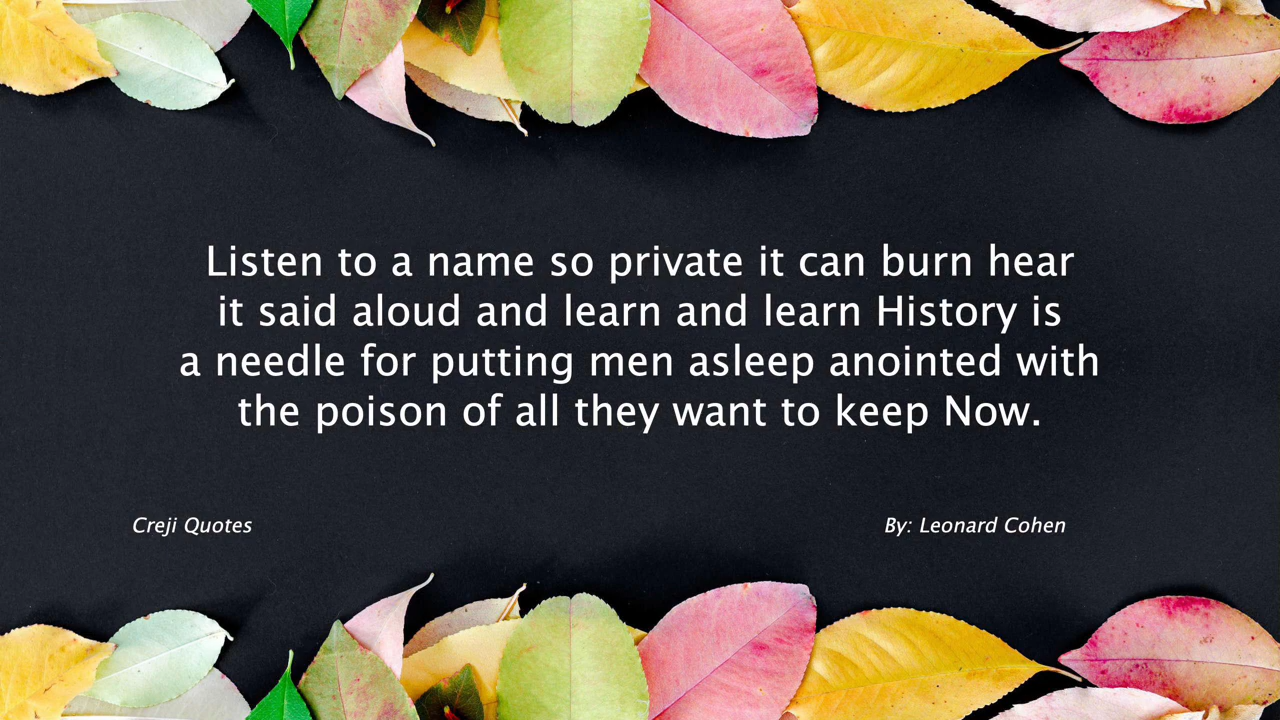 Listen to a name so private it can burn hear
it said aloud and learn and learn History is
a needle for putting men asleep anointed with
the poison of all they want to keep Now.
Creji Quotes
By: Leonard Cohen